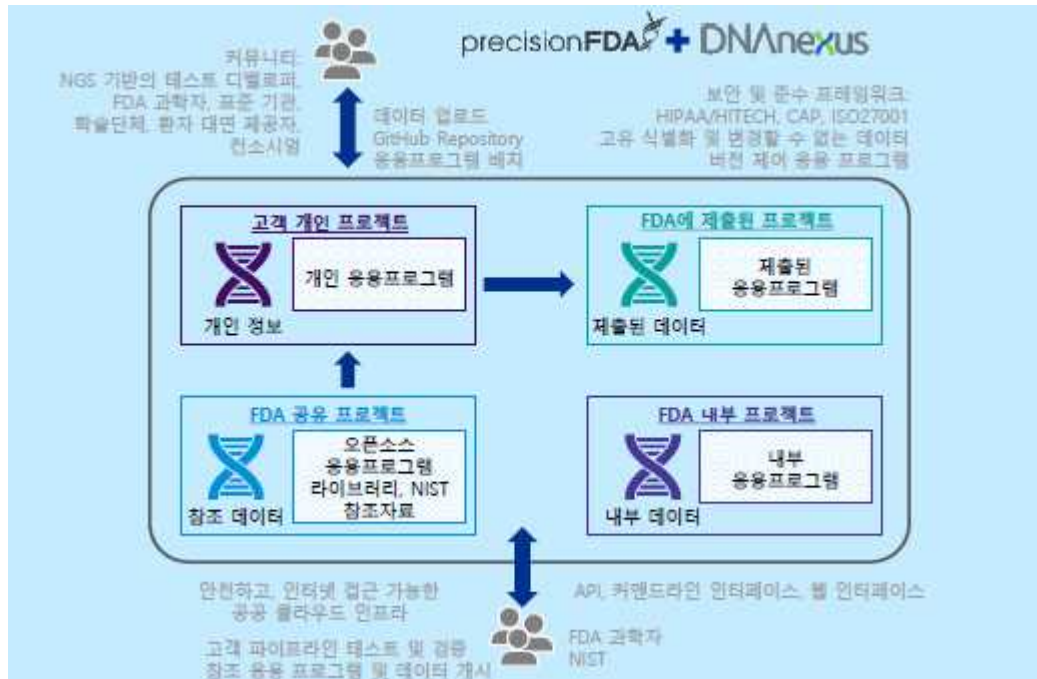 precisionFDA + DNAnexus
커뮤니티:
NGS 기반의 테스트 디벨로퍼,
FDA 과학자, 표준 기관,
학술단체, 환자 대면 제공자,
컨소시엄
데이터 업로드
GitHub Repository
응용프로그램 배치
보안 및 준수 프레임워크:
HIPAA/HITECH, CAP, ISO27001
고유 식별화 및 변경할 수 없는 데이터
버전 제어 응용 프로그램
고객 개인 프로젝트
개인 응용프로그램
개인 정보
FDA에 제출된 프로젝트
제출된
응용프로그램
제출된 데이터
FDA 공유 프로젝트
오픈소스
응용프로그램
라이브러리, NIST
참조자료
참조 데이터
FDA 내부 프로젝트
내부
응용프로그램
내부 데이터
안전하고, 인터넷 접근 가능한
공공 클라우드 인프라
고객 파이프라인 테스트 및 검증
참조 응용 프로그램 및 데이터 개시
API, 커맨드라인 인터페이스, 웹 인터페이스
FDA 과학자
NIST